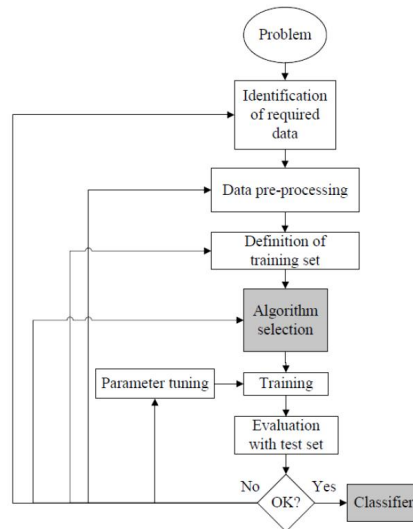 Problem
Identification
of required
data
Data pre-processing
Definition of
training set
Algorithm
selection
Parameter tuning
Training
Evaluation
with test set
No
OK?
Yes
Classifier